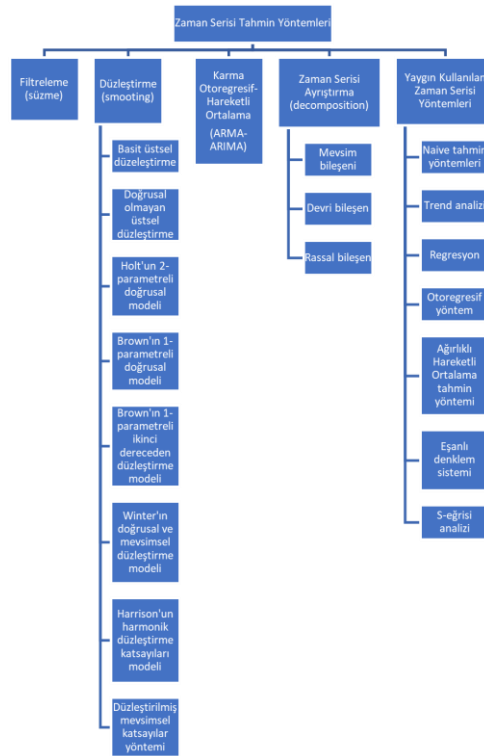 Zaman Serisi Tahmin Yöntemleri
Filtreleme
(süzme)
Düzleştirme
(smooting)
Karma
Otoregresif-
Hareketli
Ortalama
(ARMA-
ARIMA)
Zaman Serisi
Ayrıştırma
(decomposition)
Yaygın Kullanılan
Zaman Serisi
Yöntemleri
Basit üstsel
düzeleştirme
Doğrusal
olmayan
üstsel
düzleştirme
Holt'un 2-
parametreli
doğrusal
modeli
Brown'ın 1-
parametreli
doğrusal
modeli
Brown'ın 1-
parametreli
ikinci
dereceden
düzleştirme
modeli
Winter'ın
doğrusal ve
mevsimsel
düzleştirme
modeli
Harrison'un
harmonik
düzleştirme
katsayıları
modeli
Düzleştirilmiş
mevsimsel
katsayılar
yöntemi
Mevsim
bileşeni
Devri bileşen
Rassal bileşen
Naive tahmin
yöntemleri
Trend analizi
Regresyon
Otoregresif
yöntem
Ağırlıklı
Hareketli
Ortalama
tahmin
yöntemi
Eşanlı
denklem
sistemi
S-eğrisi
analizi